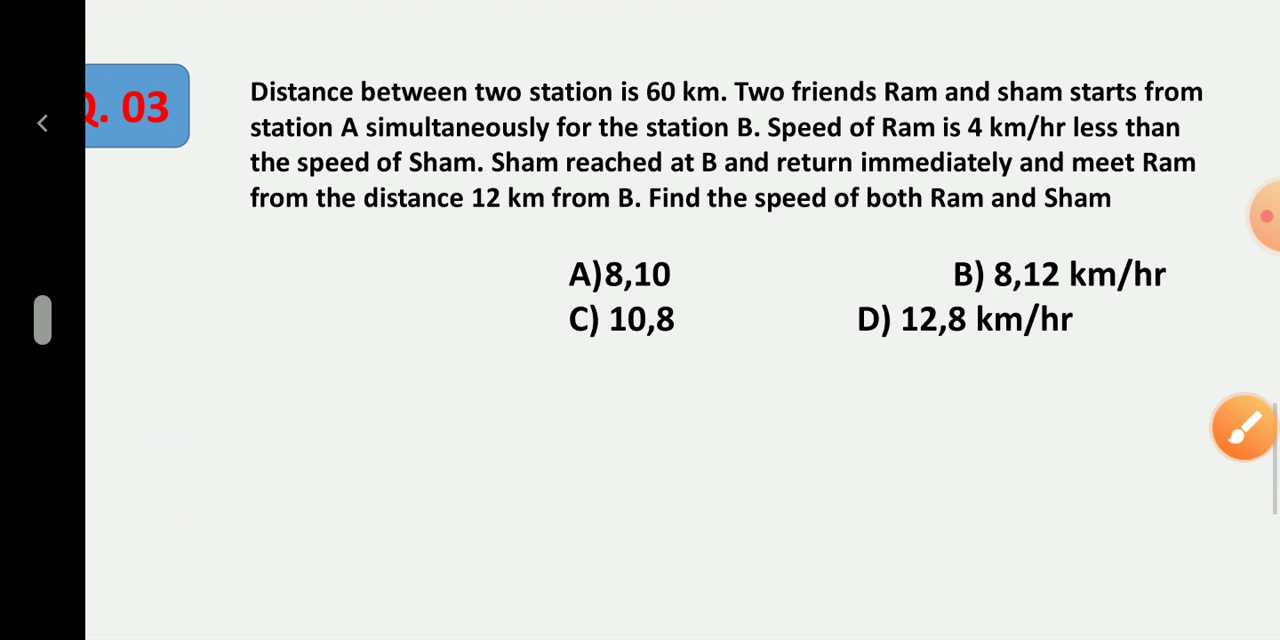 Q. 03
Distance between two station is 60 km. Two friends Ram and sham starts from
station A simultaneously for the station B. Speed of Ram is 4 km/hr less than
the speed of Sham. Sham reached at B and return immediately and meet Ram
from the distance 12 km from B. Find the speed of both Ram and Sham
A)8,10 B) 8,12 km/hr
C) 10,8 D) 12,8 km/hr